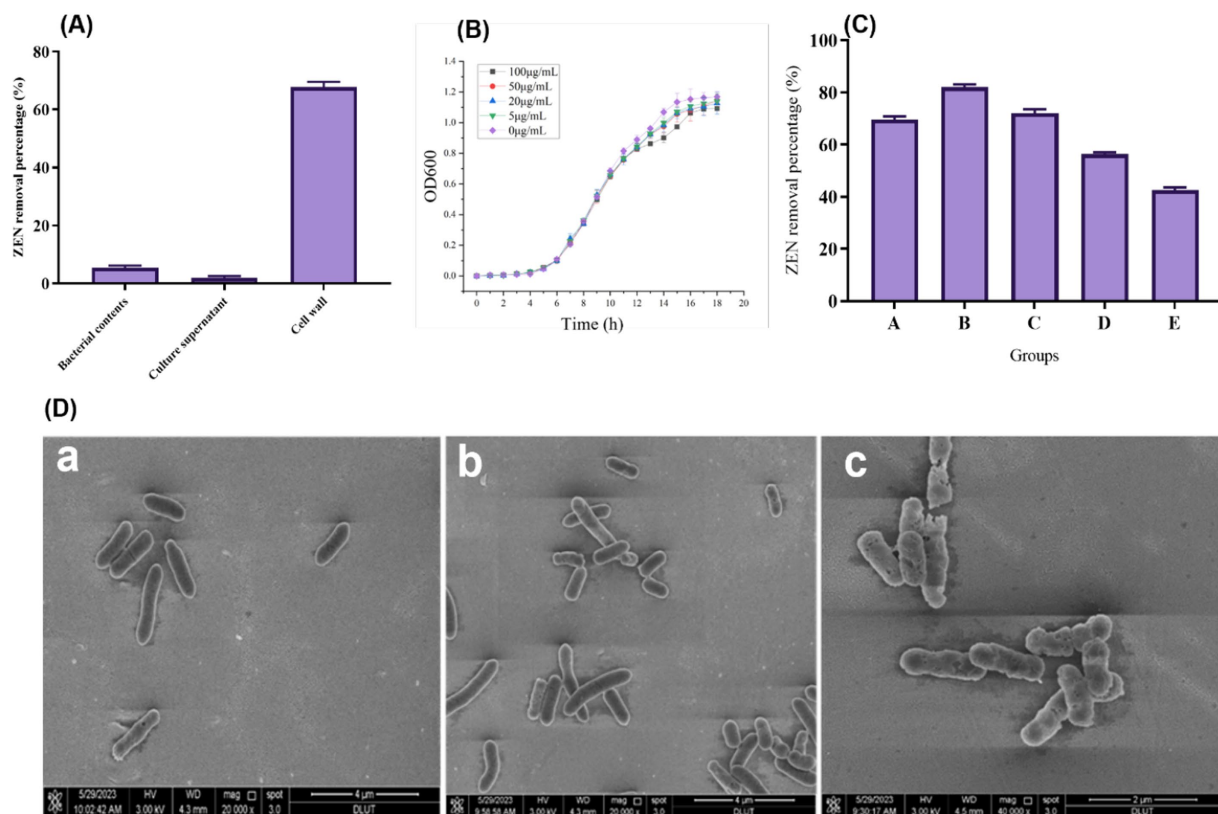 (A)
ZEN removal percentage (%)
80
60
40
20
0
Bacterial contents
Culture supernatant
Cell wall
(B)
OD600
1.4
1.2
1.0
0.8
0.6
0.4
0.2
0.0
100μg/mL
50μg/mL
20μg/mL
5μg/mL
0μg/mL
0 2 4 6 8 10 12 14 16 18 20
Time (h)
(C)
ZEN removal percentage (%)
100
80
60
40
20
0
A B C D E
Groups
(D)
a
5/29/2023 HV WD mag spot 4 μm
10:02:42 AM 3.00 kV 4.3 mm 20 000 x 3.0 DLUT
b
5/29/2023 HV WD mag spot 4 μm
9:58:58 AM 3.00 kV 4.3 mm 20 000 x 3.0 DLUT
c
5/29/2023 HV WD mag spot 2 μm
9:30:17 AM 3.00 kV 4.5 mm 40 000 x 3.0 DLUT